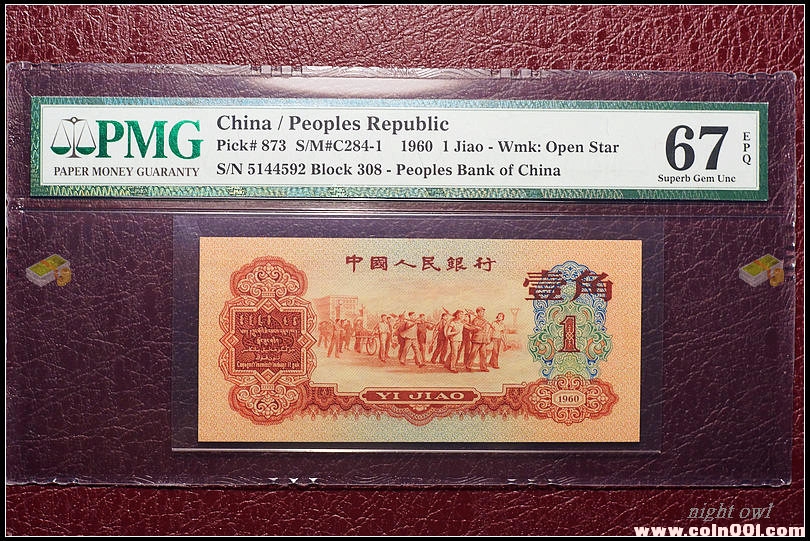 PMG
PAPER MONEY GUARANTY
China / Peoples Republic
Pick# 873 S/M#C284-1 1960 1 Jiao - Wmk: Open Star
S/N 5144592 Block 308 - Peoples Bank of China
67
EPQ
Superb Gem Unc
中國人民銀行
壹角
1
YI JIAO
1960
night owl
www.coin001.com